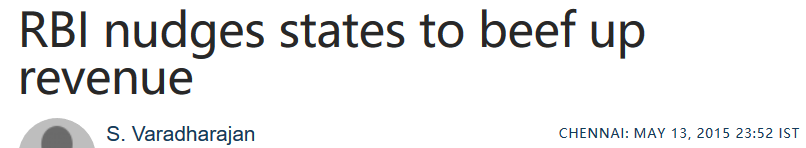 RBI nudges states to beef up
revenue
S. Varadharajan
CHENNAI: MAY 13, 2015 23:52 IST